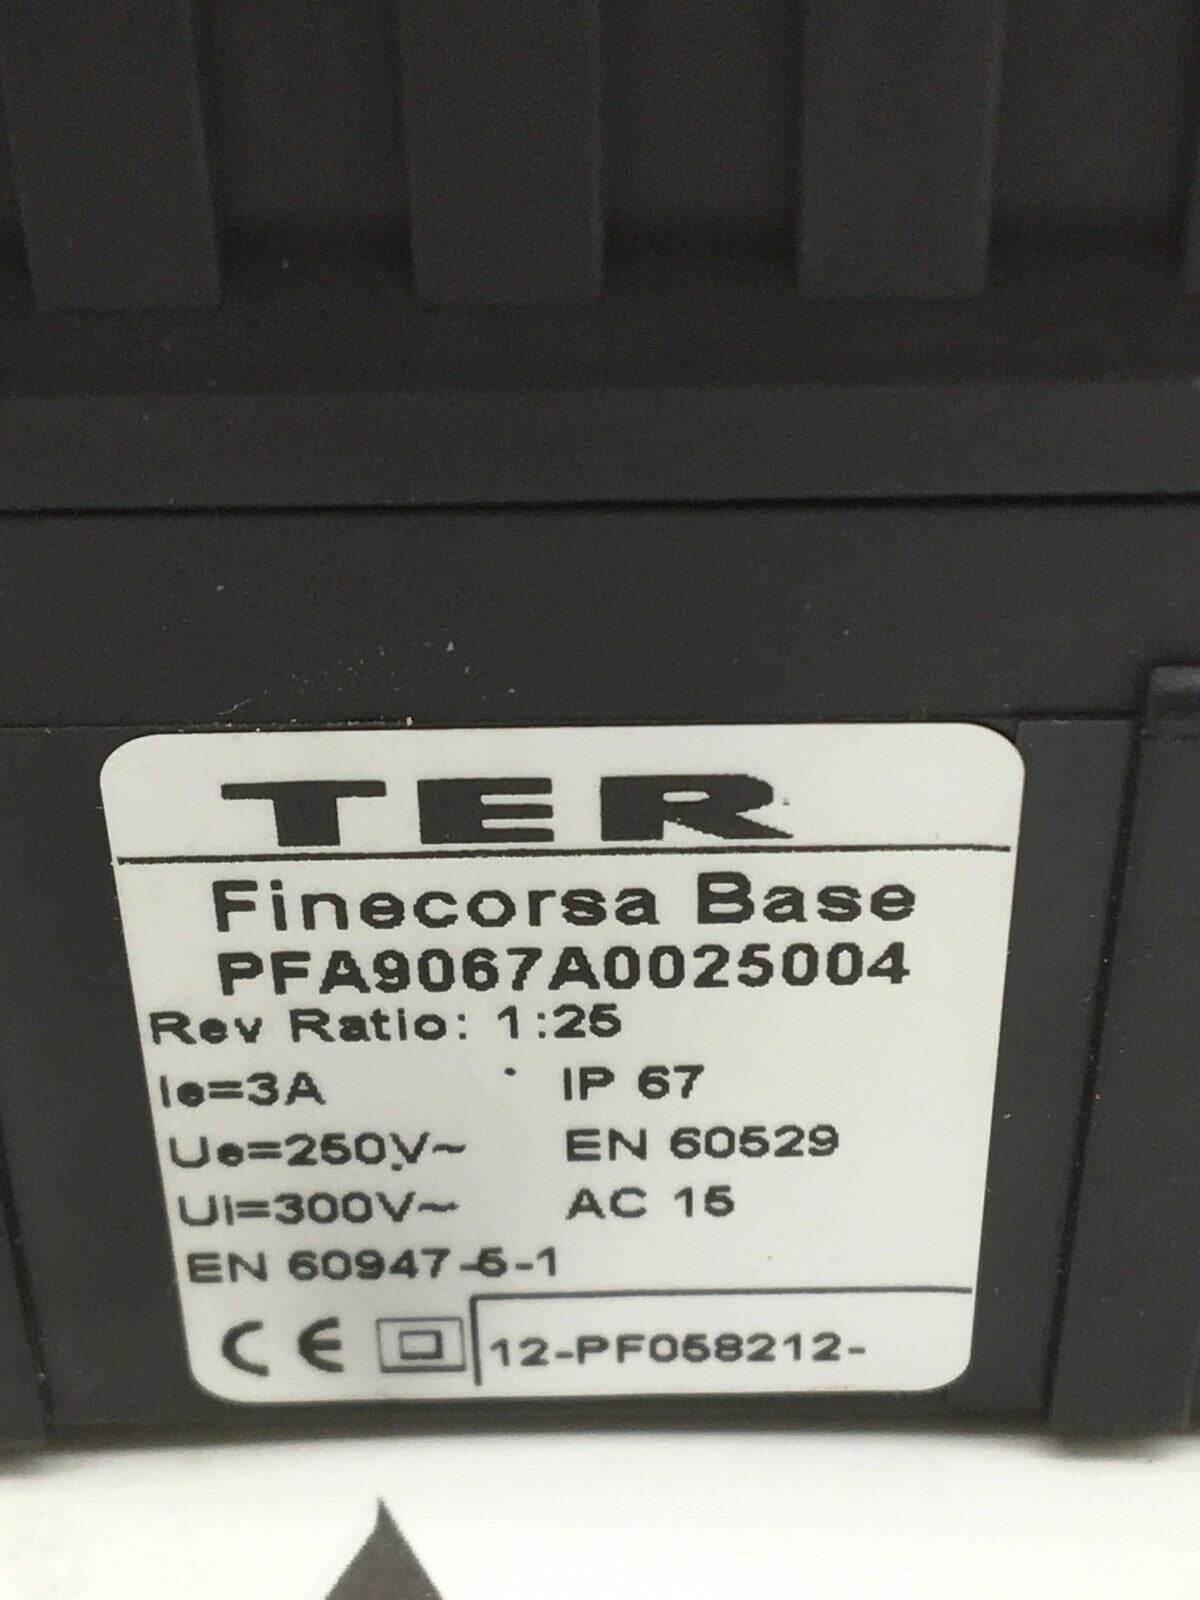 TER
Finecorsa Base
PFA9067A0025004
Rev Ratio: 1:25
Ie=3A IP 67
Ue=250V~ EN 60529
Ui=300V~ AC 15
EN 60947-5-1
CE 12-PF058212-